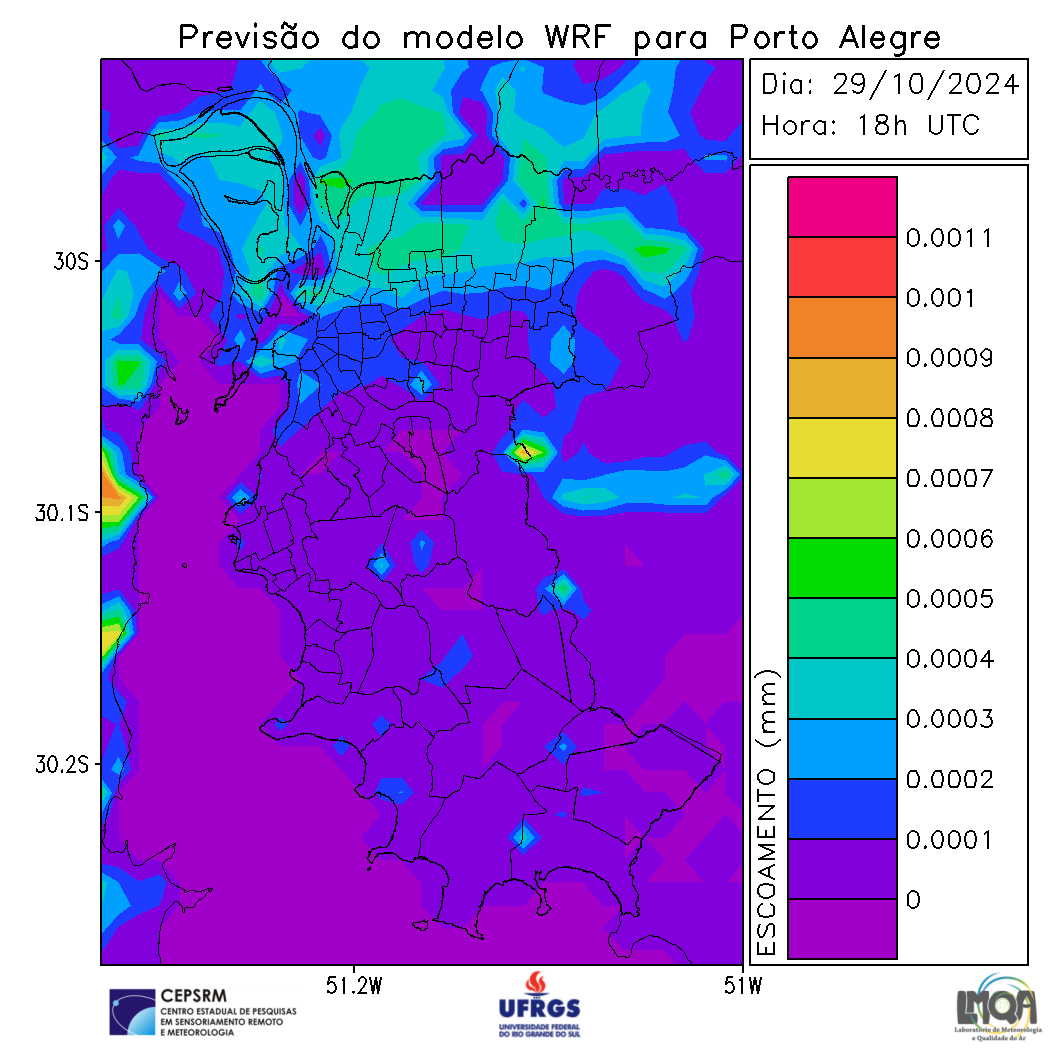 Previsão do modelo WRF para Porto Alegre
Dia: 29/10/2024
Hora: 18h UTC
30S
30.1S
30.2S
51.2W
51W
ESCOAMENTO (mm)
0.0011
0.001
0.0009
0.0008
0.0007
0.0006
0.0005
0.0004
0.0003
0.0002
0.0001
0
CEPSRM
CENTRO ESTADUAL DE PESQUISAS
EM SENSORIAMENTO REMOTO
E METEOROLOGIA
UFRGS
UNIVERSIDADE FEDERAL
DO RIO GRANDE DO SUL
LMQA
Laboratório de Meteorologia
e Qualidade do Ar